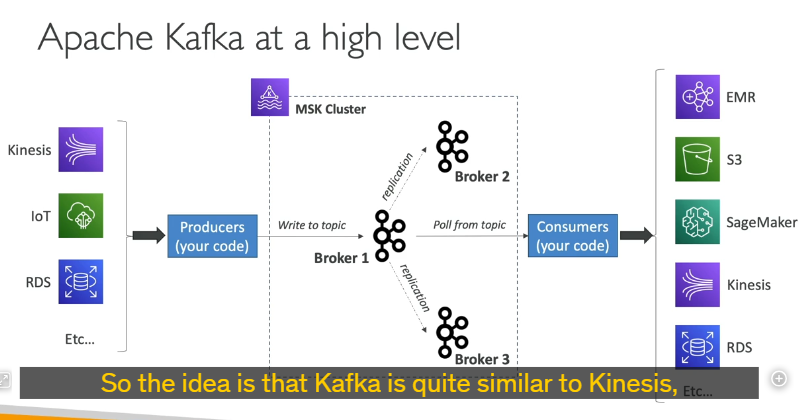 Apache Kafka at a high level
MSK Cluster
Kinesis
IoT
RDS
Etc...
Producers
(your code)
Write to topic
Broker 1
replication
Broker 2
replication
Broker 3
Poll from topic
Consumers
(your code)
EMR
S3
SageMaker
Kinesis
RDS
Etc...
So the idea is that Kafka is quite similar to Kinesis,